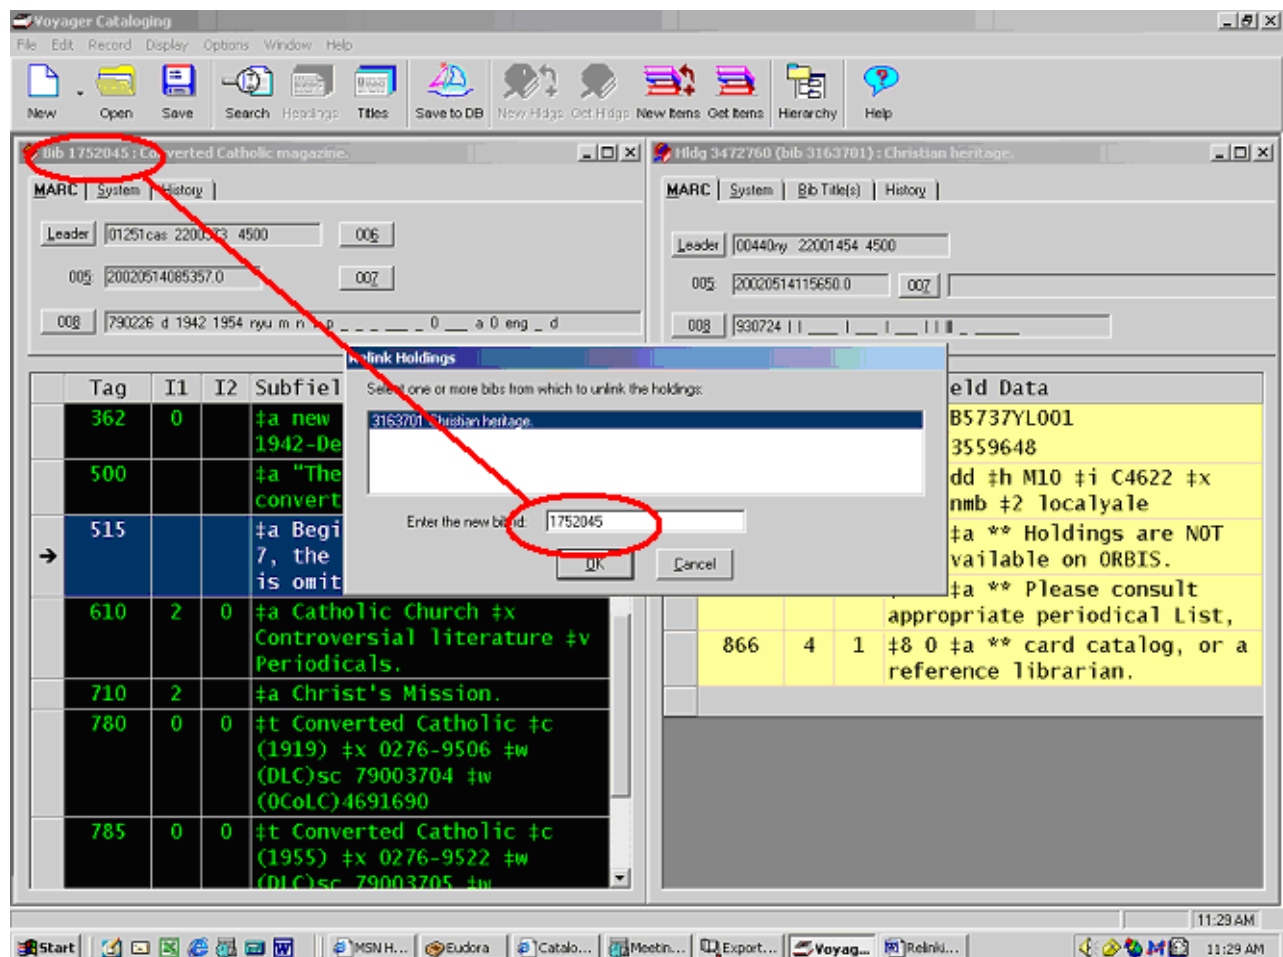 Voyager Cataloging
File Edit Record Display Options Window Help
New Open Save Search Headings Titles Save to DB New Hldgs Get Hldgs New Items Get Items Hierarchy Help
Bib 1752045 : Converted Catholic magazine.
MARC System History
Leader 01251cas 2200373 4500 006
005: 20020514085357.0 007
008 790226 d 1942 1954 nyu m n p _ _ _ _ __ _ 0 __ a 0 eng _ d
Tag I1 I2 Subfiel
362 0 ‡a new
1942-De
500 ‡a "The
convert
515 ‡a Begi
7, the
is omit
610 2 0 ‡a Catholic Church ‡x
Controversial literature ‡v
Periodicals.
710 2 ‡a Christ's Mission.
780 0 0 ‡t Converted Catholic ‡c
(1919) ‡x 0276-9506 ‡w
(DLC)sc 79003704 ‡w
(OCoLC)4691690
785 0 0 ‡t Converted Catholic ‡c
(1955) ‡x 0276-9522 ‡w
(DLC)sc 79003705 ‡w
Hldg 3472760 (bib 3163701) : Christian heritage.
MARC System Bib Title(s) History
Leader 00440ny 22001454 4500
005: 20020514115650.0 007
008 930724
eld Data
B5737YL001
3559648
dd ‡h M10 ‡i C4622 ‡x
nmb ‡2 localyale
‡a ** Holdings are NOT
vailable on ORBIS.
‡a ** Please consult
appropriate periodical List,
866 4 1 ‡8 0 ‡a ** card catalog, or a
reference librarian.
Relink Holdings
Select one or more bibs from which to unlink the holdings:
3163701 Christian heritage.
Enter the new bib id: 1752045
OK Cancel
11:29 AM
Start MSN H... Eudora Catalo... Meetin... Export... Voyag... Relinki... 11:29 AM